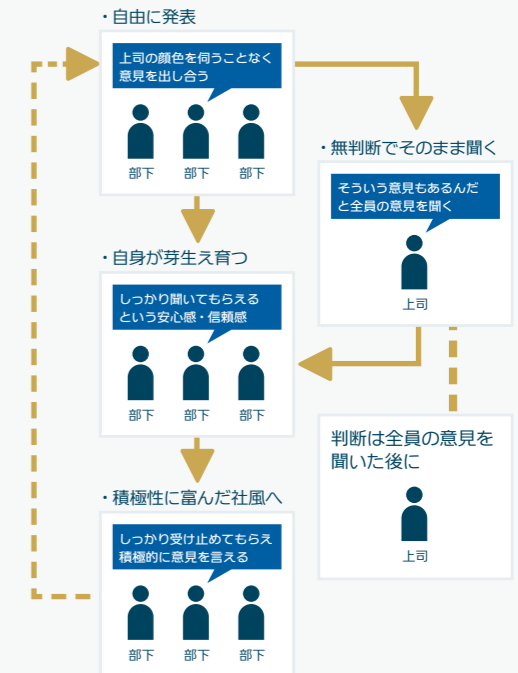 ・自由に発表
上司の顔色を伺うことなく
意見を出し合う
部下 部下 部下
・無判断でそのまま聞く
そういう意見もあるんだ
と全員の意見を聞く
上司
・自身が芽生え育つ
しっかり聞いてもらえる
という安心感・信頼感
部下 部下 部下
判断は全員の意見を
聞いた後に
上司
・積極性に富んだ社風へ
しっかり受け止めてもらえ
積極的に意見を言える
部下 部下 部下